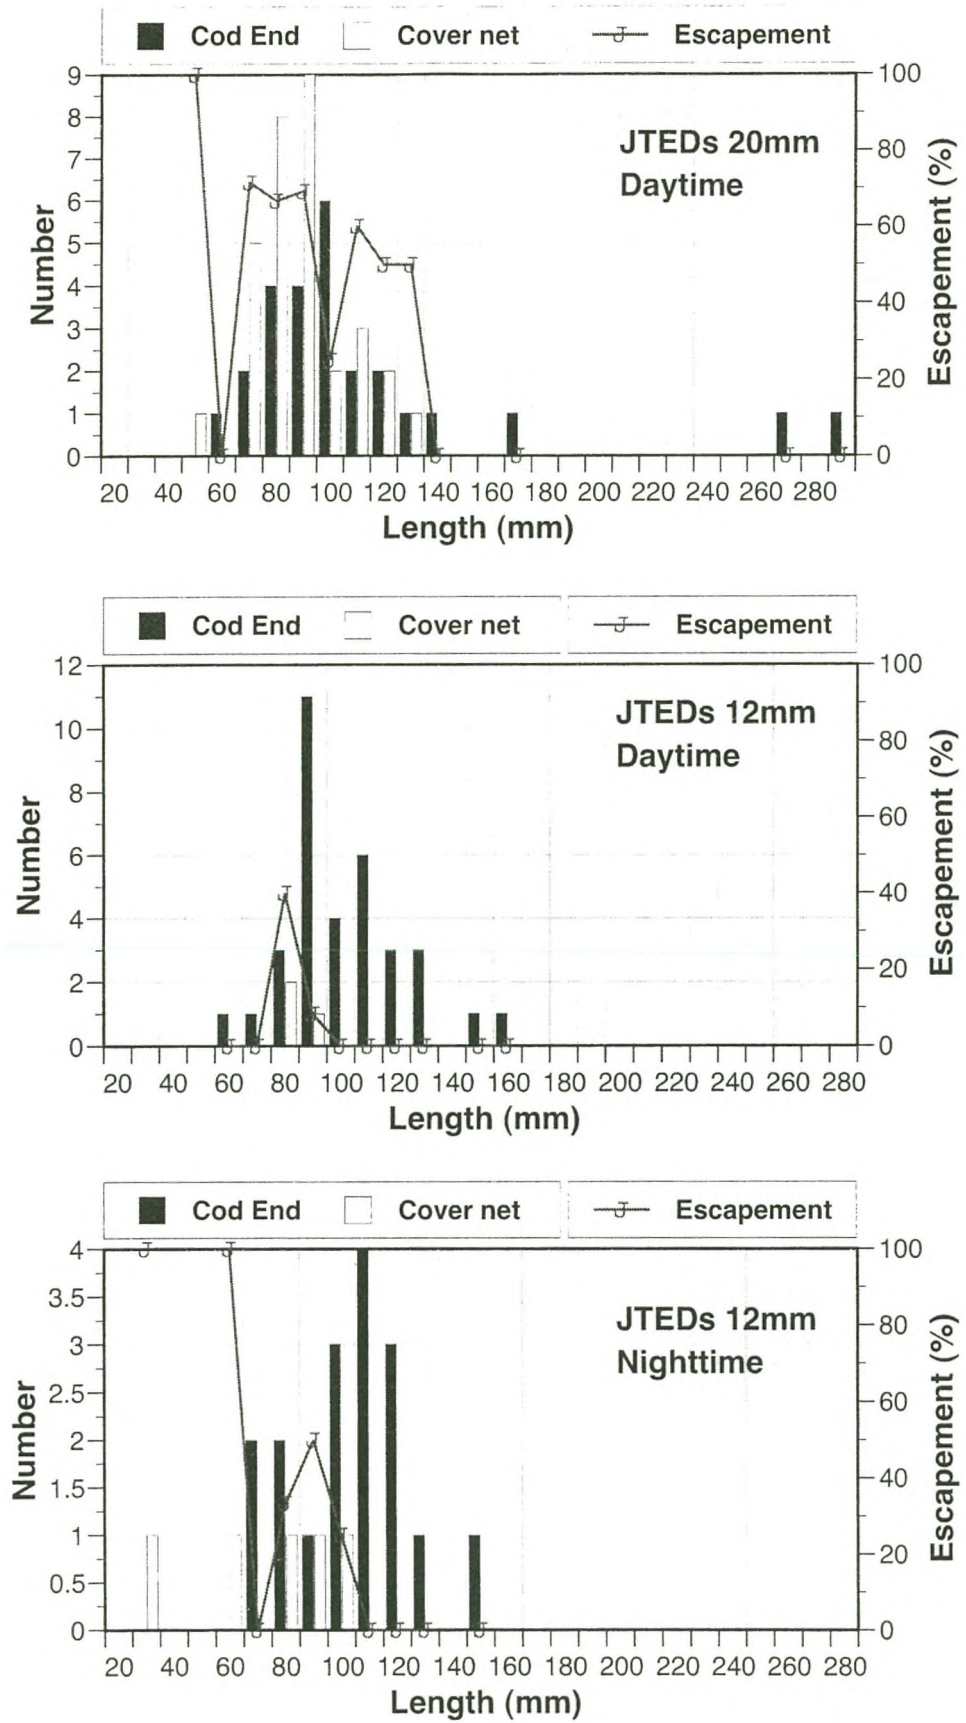 Cod End Cover net Escapement
JTEDs 20mm
Daytime
9
8
7
6
5
4
3
2
1
0
Number
100
80
60
40
20
0
Escapement (%)
20 40 60 80 100 120 140 160 180 200 220 240 260 280
Length (mm)
Cod End Cover net Escapement
JTEDs 12mm
Daytime
12
10
8
6
4
2
0
Number
100
80
60
40
20
0
Escapement (%)
20 40 60 80 100 120 140 160 180 200 220 240 260 280
Length (mm)
Cod End Cover net Escapement
JTEDs 12mm
Nighttime
4
3.5
3
2.5
2
1.5
1
0.5
0
Number
100
80
60
40
20
0
Escapement (%)
20 40 60 80 100 120 140 160 180 200 220 240 260 280
Length (mm)